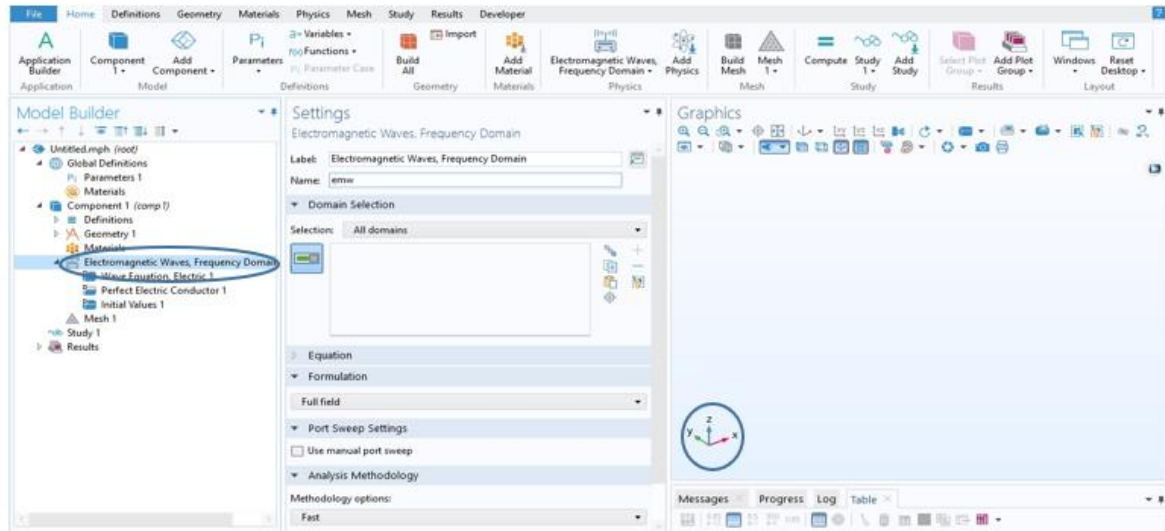 File Home Definitions Geometry Materials Physics Mesh Study Results Developer
Application Builder
Component 1
Add Component
Pi Parameters
a= Variables
f(x) Functions
Pi Parameter Case
Build All
Import
Add Material
Electromagnetic Waves, Frequency Domain
Add Physics
Build Mesh
Mesh 1
Compute
Study 1
Add Study
Select Plot Group
Add Plot Group
Windows
Reset Desktop
Application Model Definitions Geometry Materials Physics Mesh Study Results Layout
Model Builder
Untitled.mph (root)
Global Definitions
Pi Parameters 1
Materials
Component 1 (comp1)
Definitions
Geometry 1
Materials
Electromagnetic Waves, Frequency Domain
Wave Equation, Electric 1
Perfect Electric Conductor 1
Initial Values 1
Mesh 1
Study 1
Results
Settings
Electromagnetic Waves, Frequency Domain
Label: Electromagnetic Waves, Frequency Domain
Name: emw
Domain Selection
Selection: All domains
Equation
Formulation
Full field
Port Sweep Settings
Use manual port sweep
Analysis Methodology
Methodology options:
Fast
Graphics
z
y x
Messages Progress Log Table